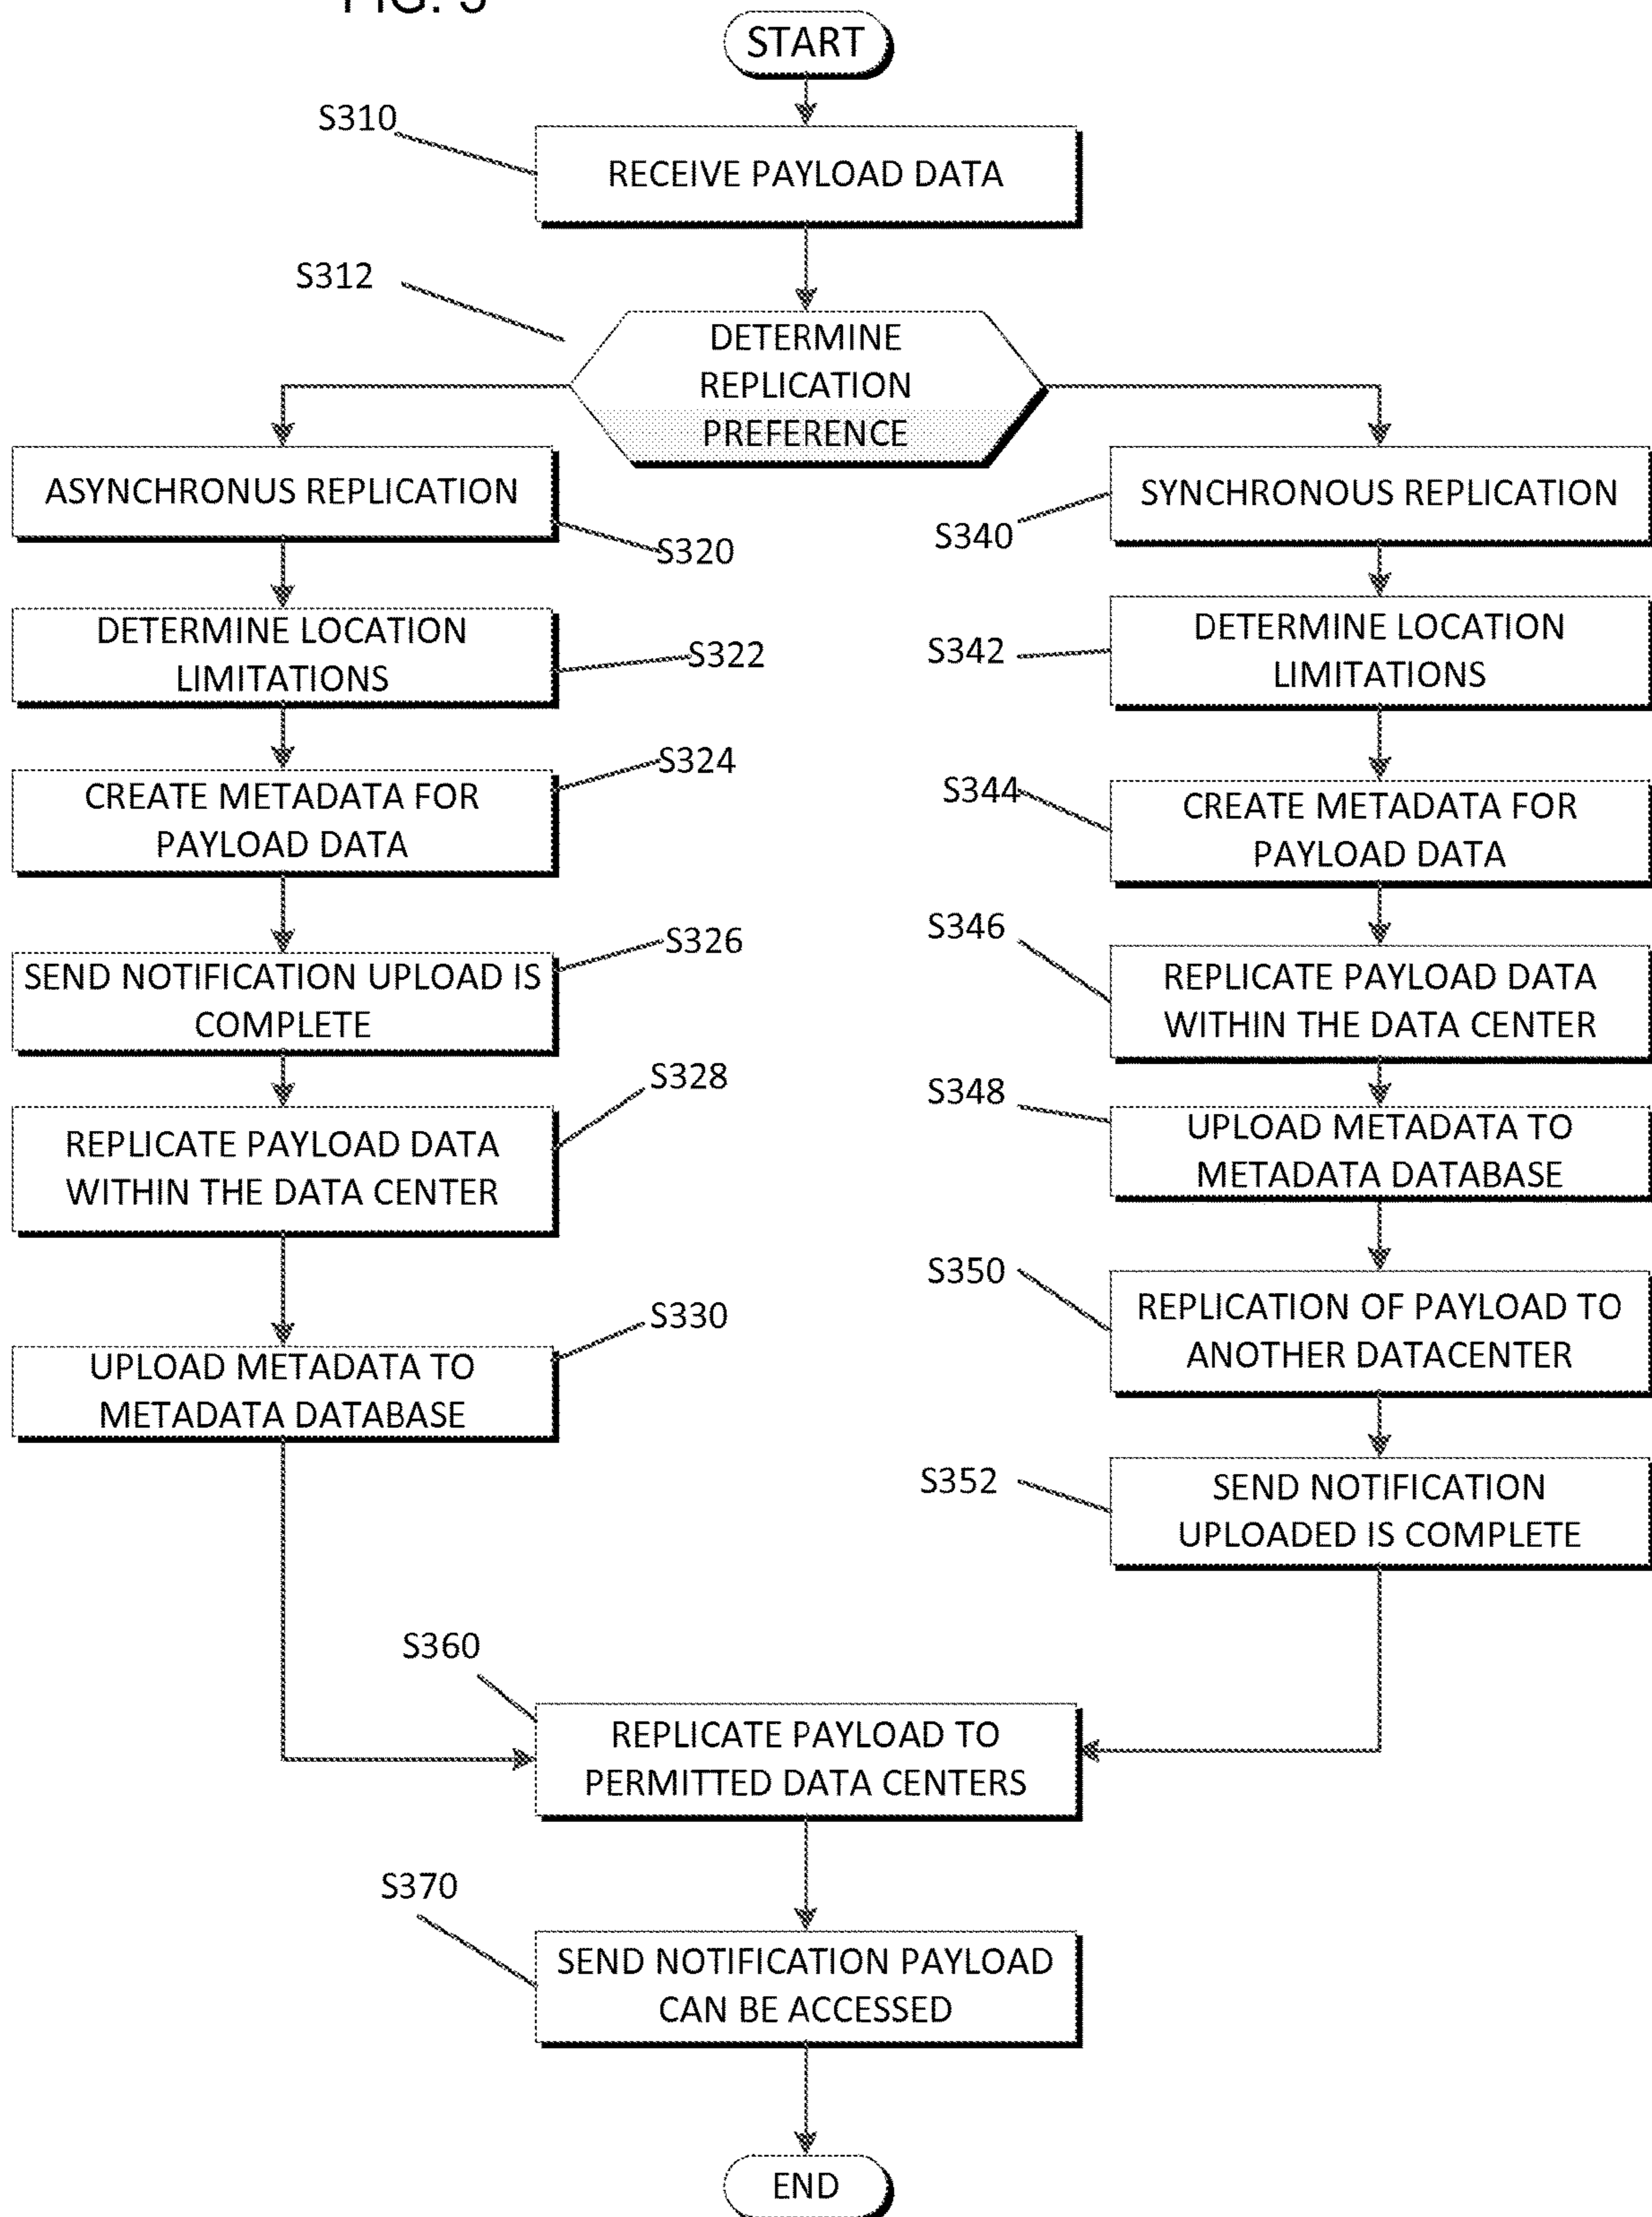 FIG. 3
START
S310
RECEIVE PAYLOAD DATA
S312
DETERMINE
REPLICATION
PREFERENCE
ASYNCHRONUS REPLICATION
S320
DETERMINE LOCATION
LIMITATIONS
S322
CREATE METADATA FOR
PAYLOAD DATA
S324
SEND NOTIFICATION UPLOAD IS
COMPLETE
S326
REPLICATE PAYLOAD DATA
WITHIN THE DATA CENTER
S328
UPLOAD METADATA TO
METADATA DATABASE
S330
SYNCHRONOUS REPLICATION
S340
DETERMINE LOCATION
LIMITATIONS
S342
CREATE METADATA FOR
PAYLOAD DATA
S344
REPLICATE PAYLOAD DATA
WITHIN THE DATA CENTER
S346
UPLOAD METADATA TO
METADATA DATABASE
S348
REPLICATION OF PAYLOAD TO
ANOTHER DATACENTER
S350
SEND NOTIFICATION
UPLOADED IS COMPLETE
S352
S360
REPLICATE PAYLOAD TO
PERMITTED DATA CENTERS
S370
SEND NOTIFICATION PAYLOAD
CAN BE ACCESSED
END